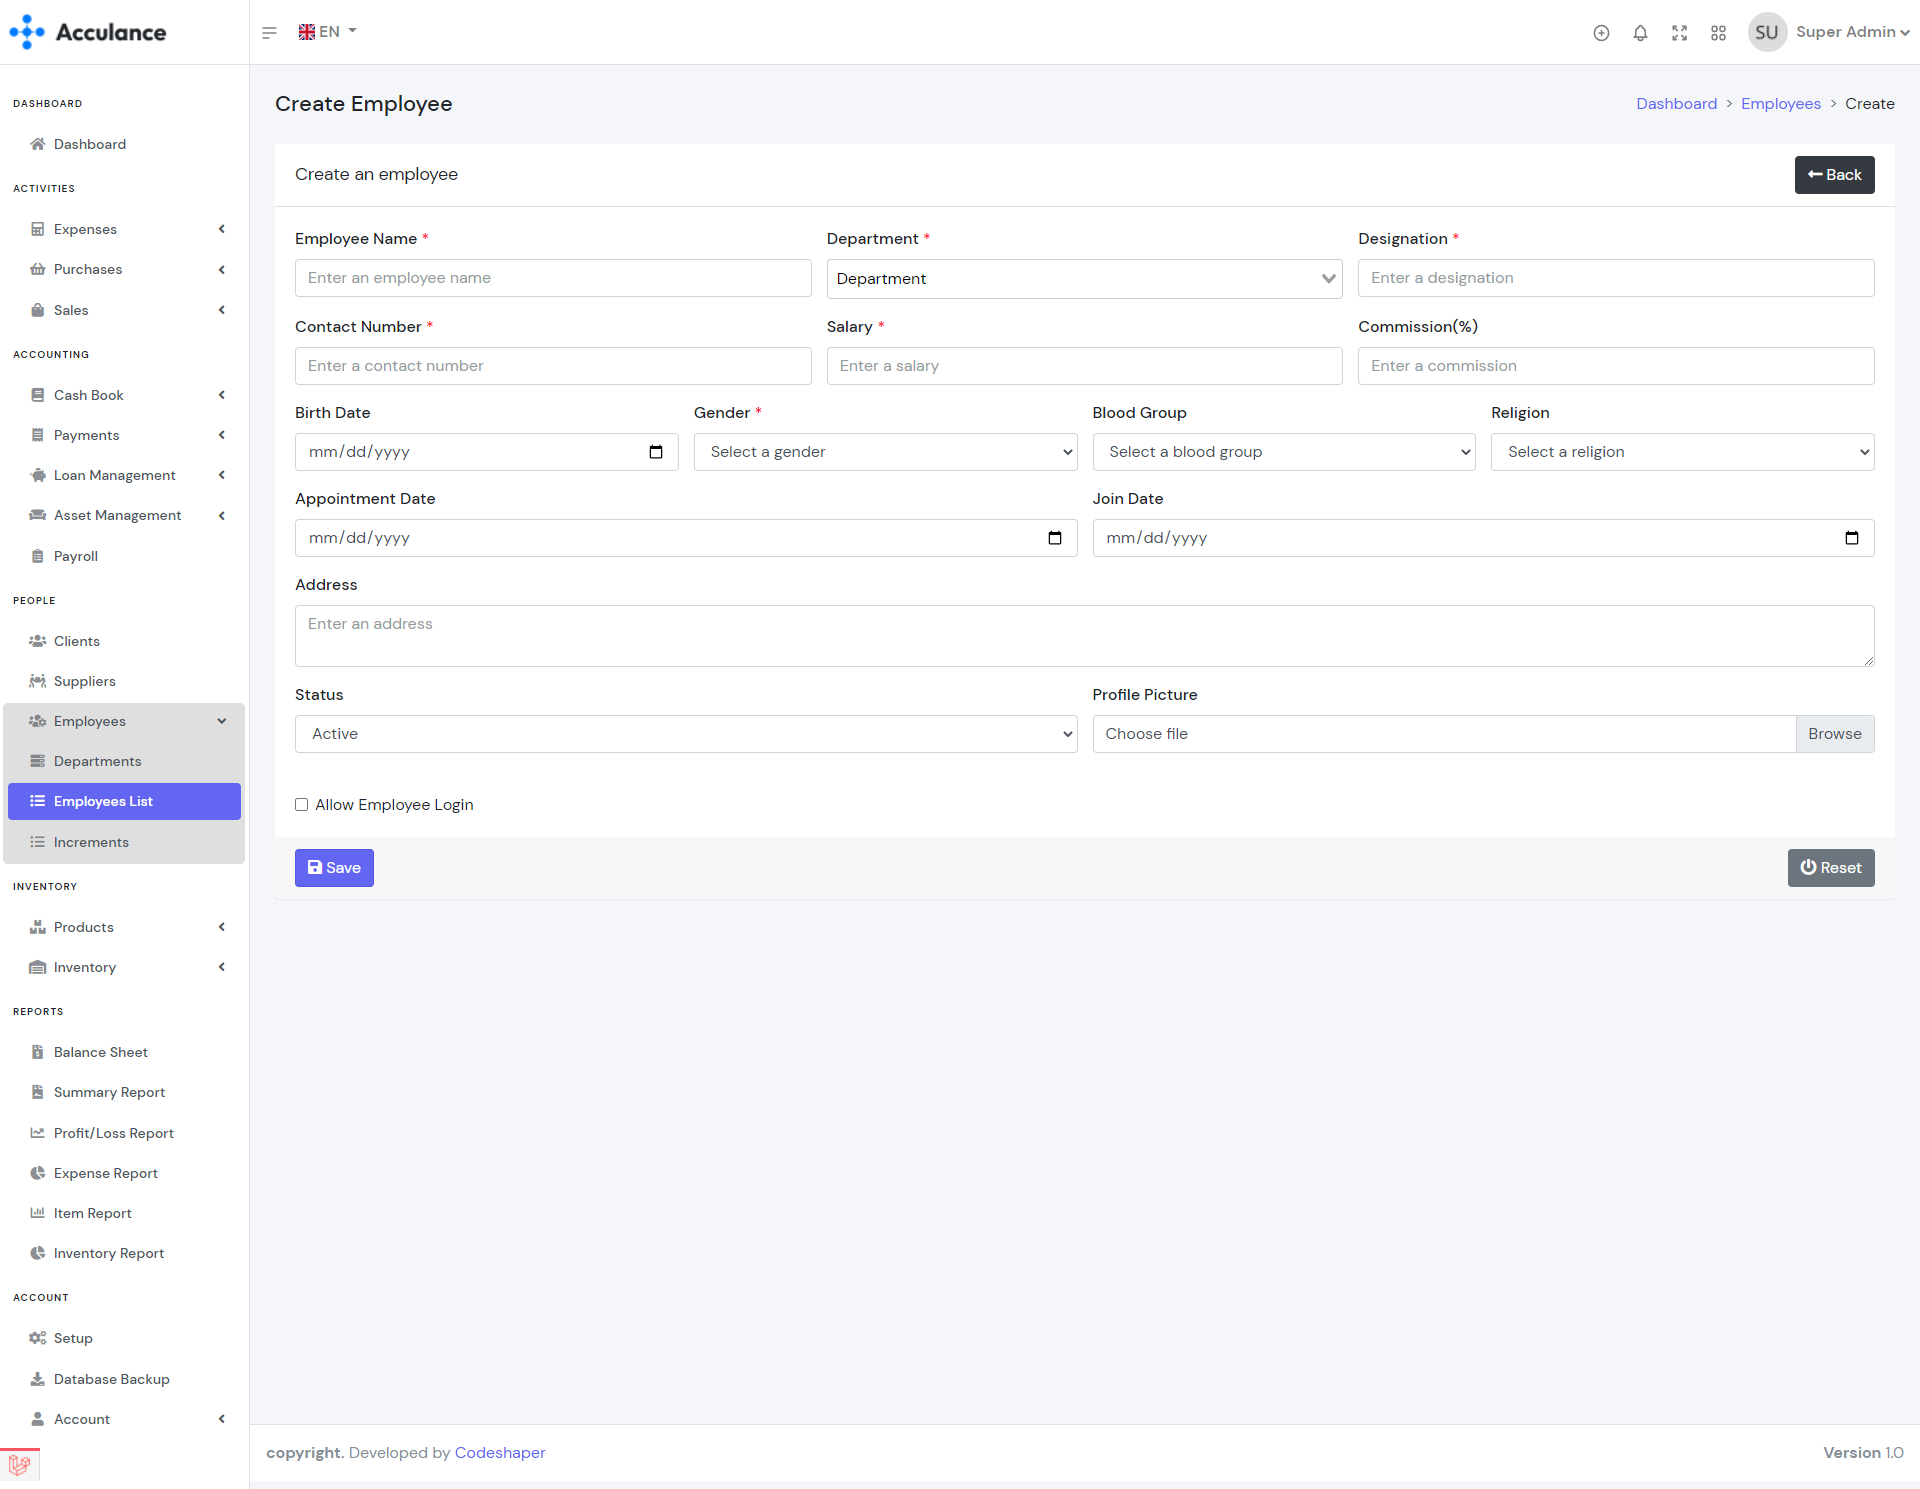 Acculance
EN
SU
Super Admin
DASHBOARD
Dashboard
ACTIVITIES
Expenses
Purchases
Sales
ACCOUNTING
Cash Book
Payments
Loan Management
Asset Management
Payroll
PEOPLE
Clients
Suppliers
Employees
Departments
Employees List
Increments
INVENTORY
Products
Inventory
REPORTS
Balance Sheet
Summary Report
Profit/Loss Report
Expense Report
Item Report
Inventory Report
ACCOUNT
Setup
Database Backup
Account
Create Employee
Dashboard > Employees > Create
Create an employee
Back
Employee Name *
Enter an employee name
Department *
Department
Designation *
Enter a designation
Contact Number *
Enter a contact number
Salary *
Enter a salary
Commission(%)
Enter a commission
Birth Date
mm/dd/yyyy
Gender *
Select a gender
Blood Group
Select a blood group
Religion
Select a religion
Appointment Date
mm/dd/yyyy
Join Date
mm/dd/yyyy
Address
Enter an address
Status
Active
Profile Picture
Choose file
Browse
Allow Employee Login
Save
Reset
copyright. Developed by Codeshaper
Version 1.0